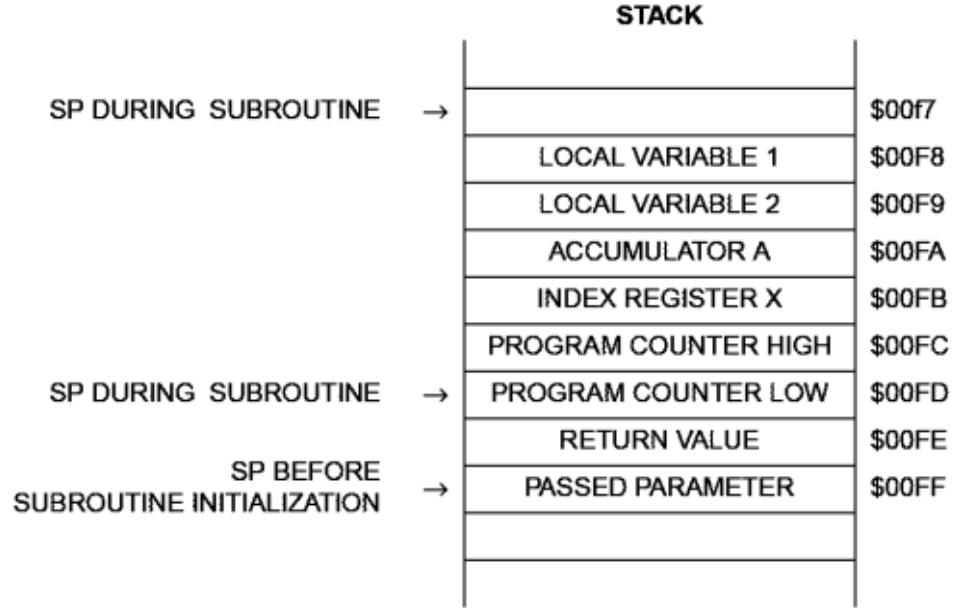 STACK
SP DURING SUBROUTINE → $00f7
LOCAL VARIABLE 1 $00F8
LOCAL VARIABLE 2 $00F9
ACCUMULATOR A $00FA
INDEX REGISTER X $00FB
PROGRAM COUNTER HIGH $00FC
SP DURING SUBROUTINE → PROGRAM COUNTER LOW $00FD
RETURN VALUE $00FE
SP BEFORE
SUBROUTINE INITIALIZATION → PASSED PARAMETER $00FF